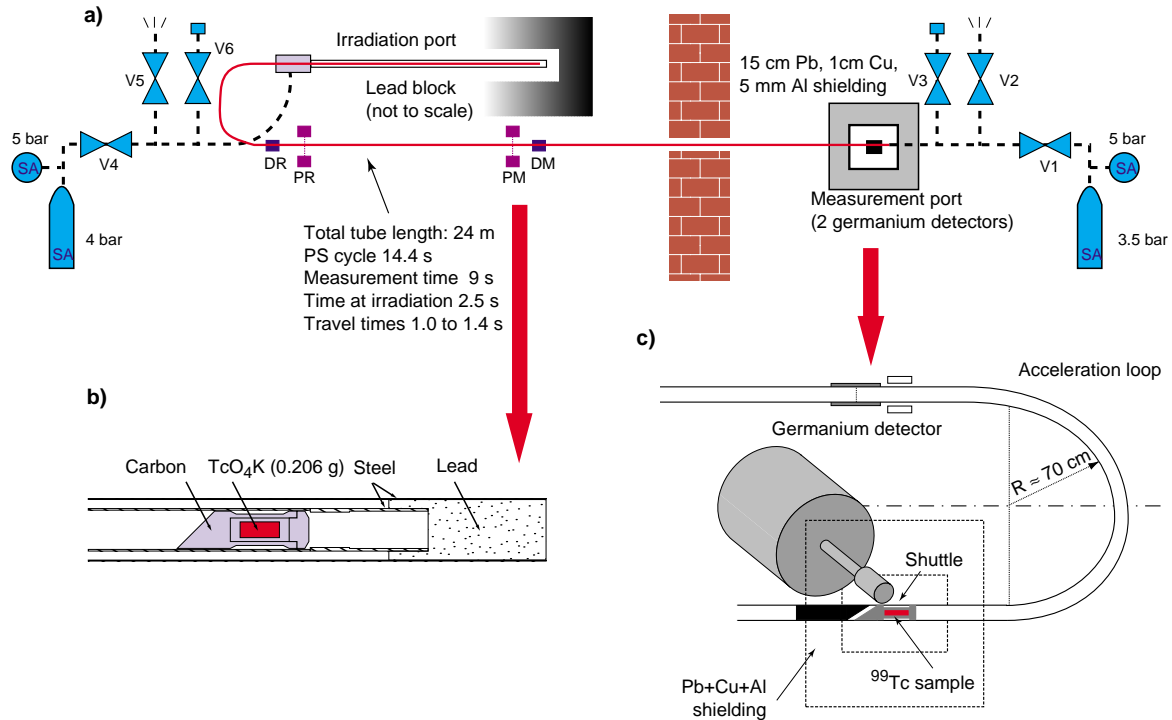 a)
V5
V6
Irradiation port
Lead block
(not to scale)
15 cm Pb, 1cm Cu,
5 mm Al shielding
V3
V2
5 bar
SA
V4
DR
PR
PM
DM
V1
5 bar
SA
SA
4 bar
Measurement port
(2 germanium detectors)
SA
3.5 bar
Total tube length: 24 m
PS cycle 14.4 s
Measurement time 9 s
Time at irradiation 2.5 s
Travel times 1.0 to 1.4 s
b)
Carbon
TcO₄K (0.206 g)
Steel
Lead
c)
Acceleration loop
Germanium detector
R ≈ 70 cm
Shuttle
Pb+Cu+Al
shielding
⁹⁹Tc sample